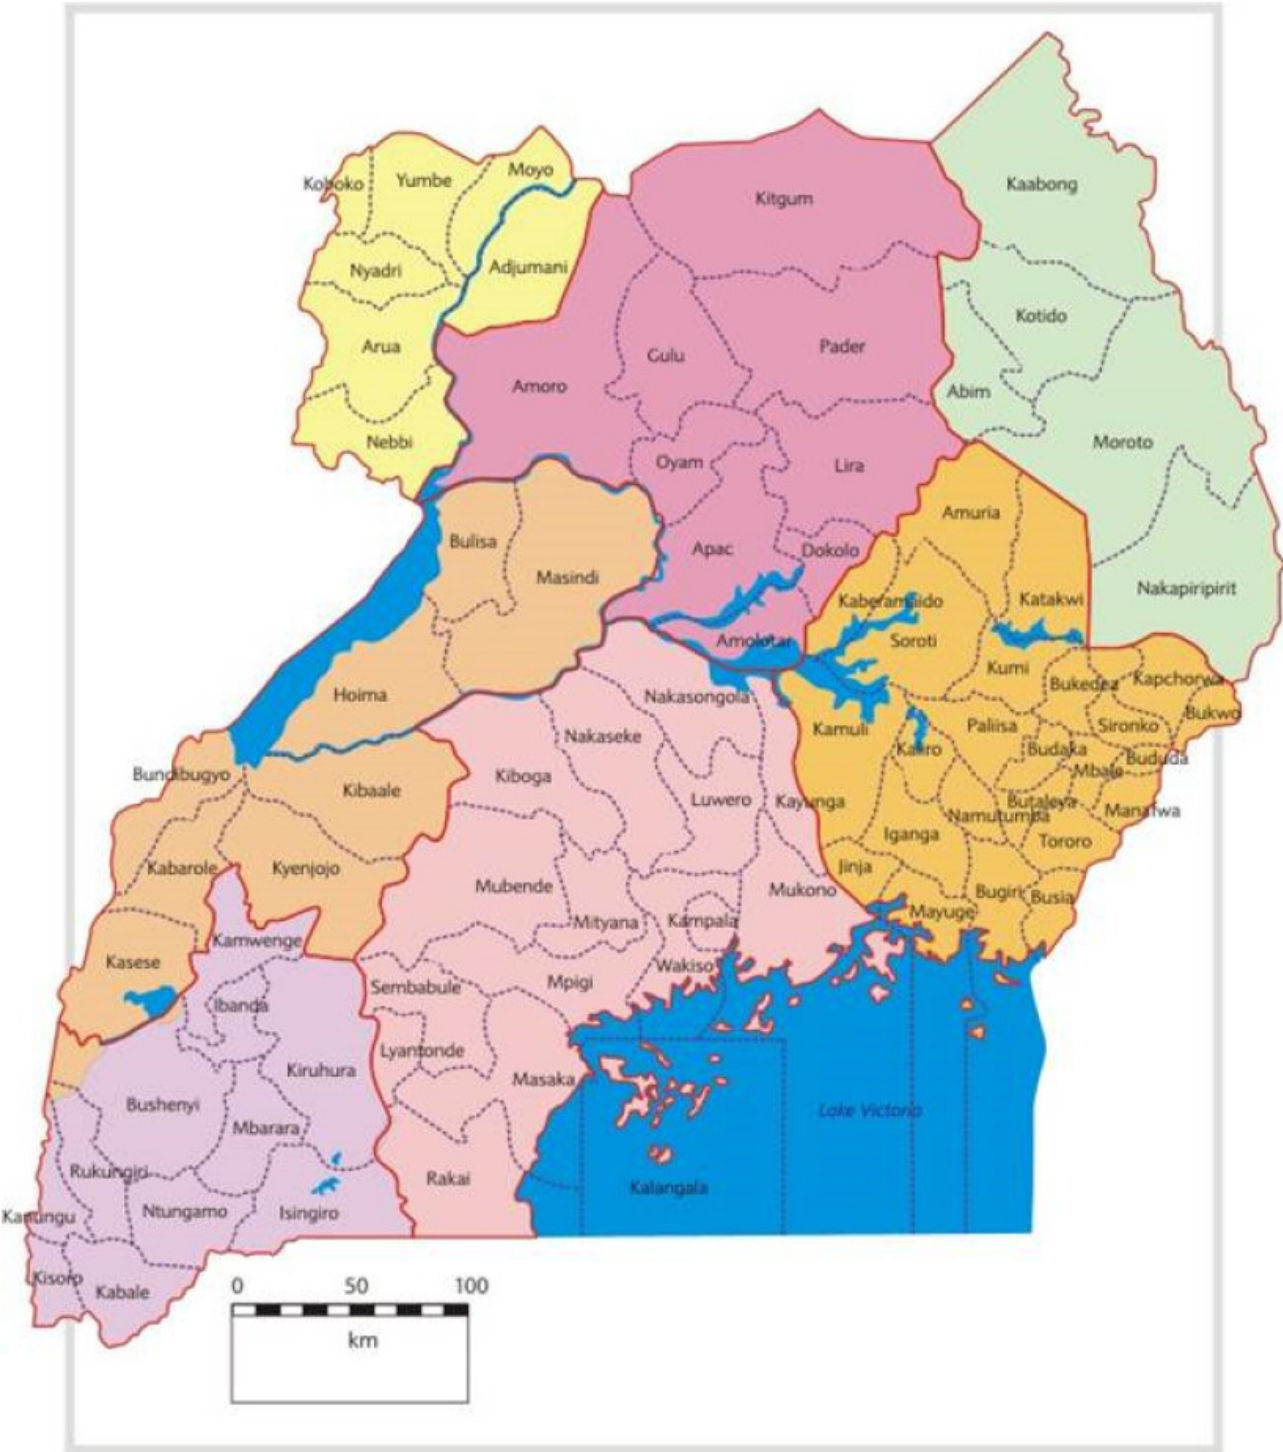 Moyo
Koboko
Yumbe
Kitgum
Kaabong
Nyadri
Adjumani
Kotido
Arua
Gulu
Pader
Amoro
Abim
Nebbi
Moroto
Oyam
Lira
Amuria
Bulisa
Apac
Dokolo
Masindi
Nakapiripirit
Kaberamaido
Katakwi
Amolotar
Soroti
Kumi
Hoima
Nakasongola
Bukedea
Kapchorwa
Bukwo
Nakaseke
Kamuli
Paliisa
Sironko
Kaliro
Budaka
Bududa
Bundibugyo
Kiboga
Mbale
Kibaale
Luwero
Kayunga
Butaleya
Manafwa
Namutumba
Iganga
Tororo
Kabarole
Kyenjojo
Jinja
Mubende
Mukono
Bugiri
Busia
Mityana
Kampala
Mayuge
Kamwenge
Kasese
Wakiso
Sembabule
Mpigi
Ibanda
Lyantonde
Kiruhura
Masaka
Bushenyi
Lake Victoria
Mbarara
Rukungiri
Rakai
Kalangala
Kanungu
Ntungamo
Isingiro
Kisoro
Kabale
0 50 100
km